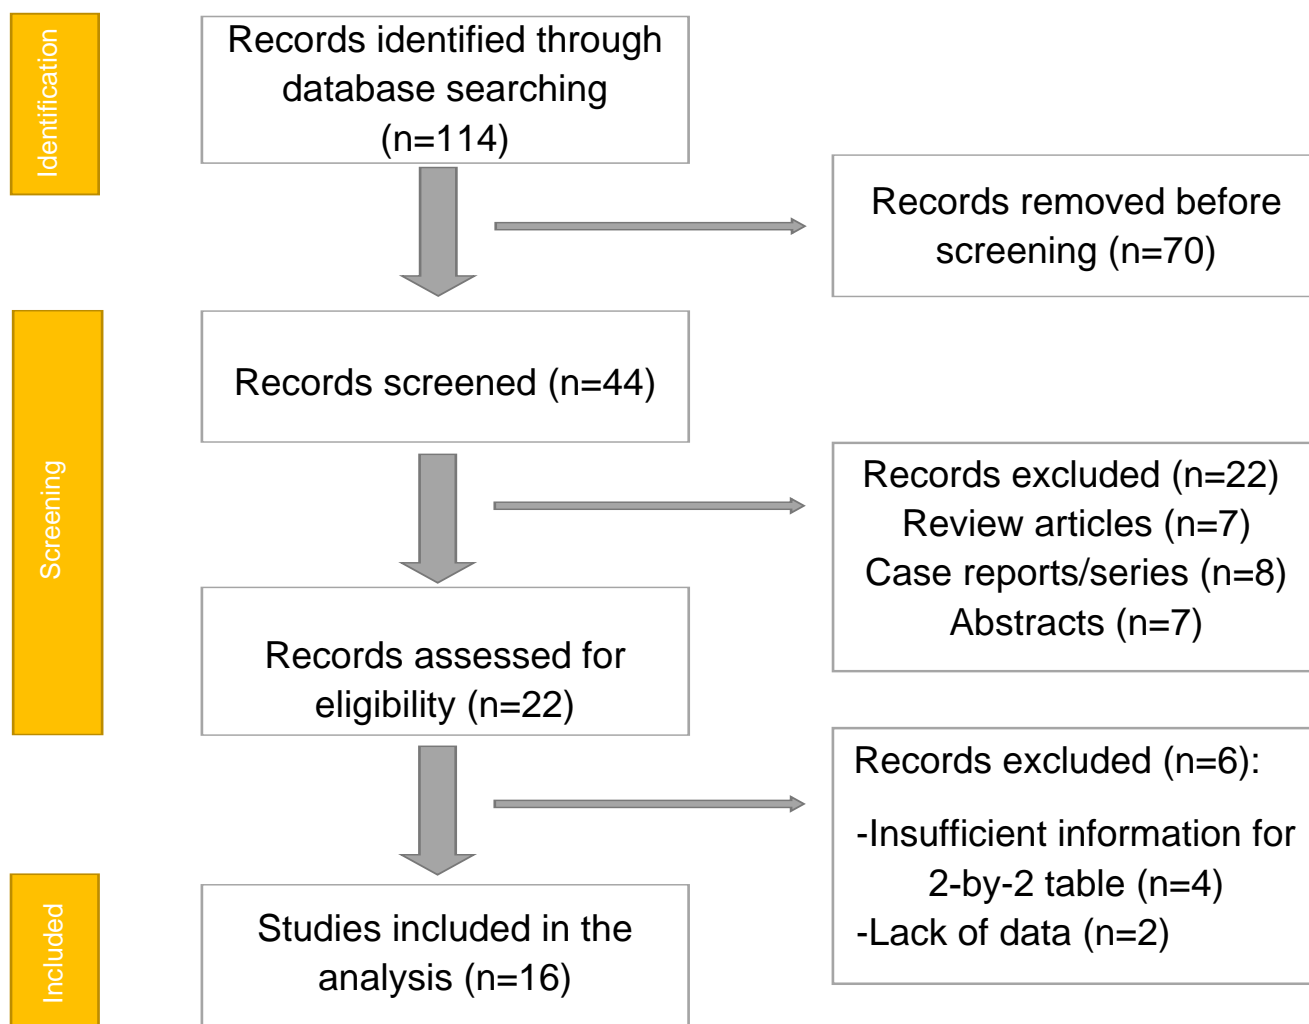 Identification
Records identified through
database searching
(n=114)
Records removed before
screening (n=70)
Screening
Records screened (n=44)
Records excluded (n=22)
Review articles (n=7)
Case reports/series (n=8)
Abstracts (n=7)
Records assessed for
eligibility (n=22)
Records excluded (n=6):
-Insufficient information for
2-by-2 table (n=4)
-Lack of data (n=2)
Included
Studies included in the
analysis (n=16)